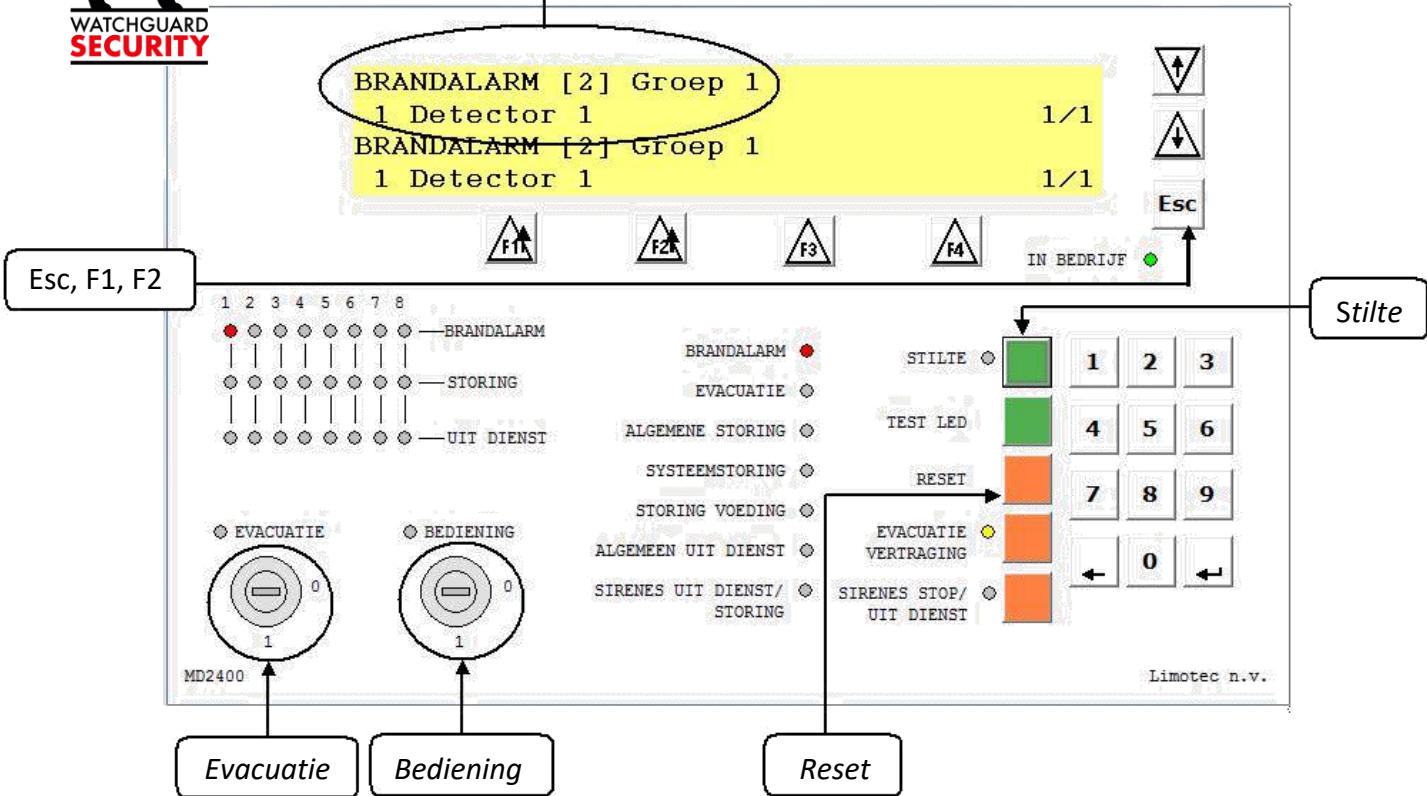 WATCHGUARD
SECURITY
BRANDALARM [2] Groep 1
1 Detector 1 1/1
BRANDALARM [2] Groep 1
1 Detector 1 1/1
Esc
F1
F2
F3
F4
IN BEDRIJF
Esc, F1, F2
Stilte
1 2 3 4 5 6 7 8
BRANDALARM
STORING
UIT DIENST
BRANDALARM
EVACUATIE
ALGEMENE STORING
SYSTEEMSTORING
STORING VOEDING
ALGEMEEN UIT DIENST
SIRENES UIT DIENST/
STORING
STILTE
TEST LED
RESET
EVACUATIE
VERTRAGING
SIRENES STOP/
UIT DIENST
1 2 3
4 5 6
7 8 9
0
EVACUATIE
0
1
BEDIENING
0
1
MD2400
Limotec n.v.
Evacuatie
Bediening
Reset